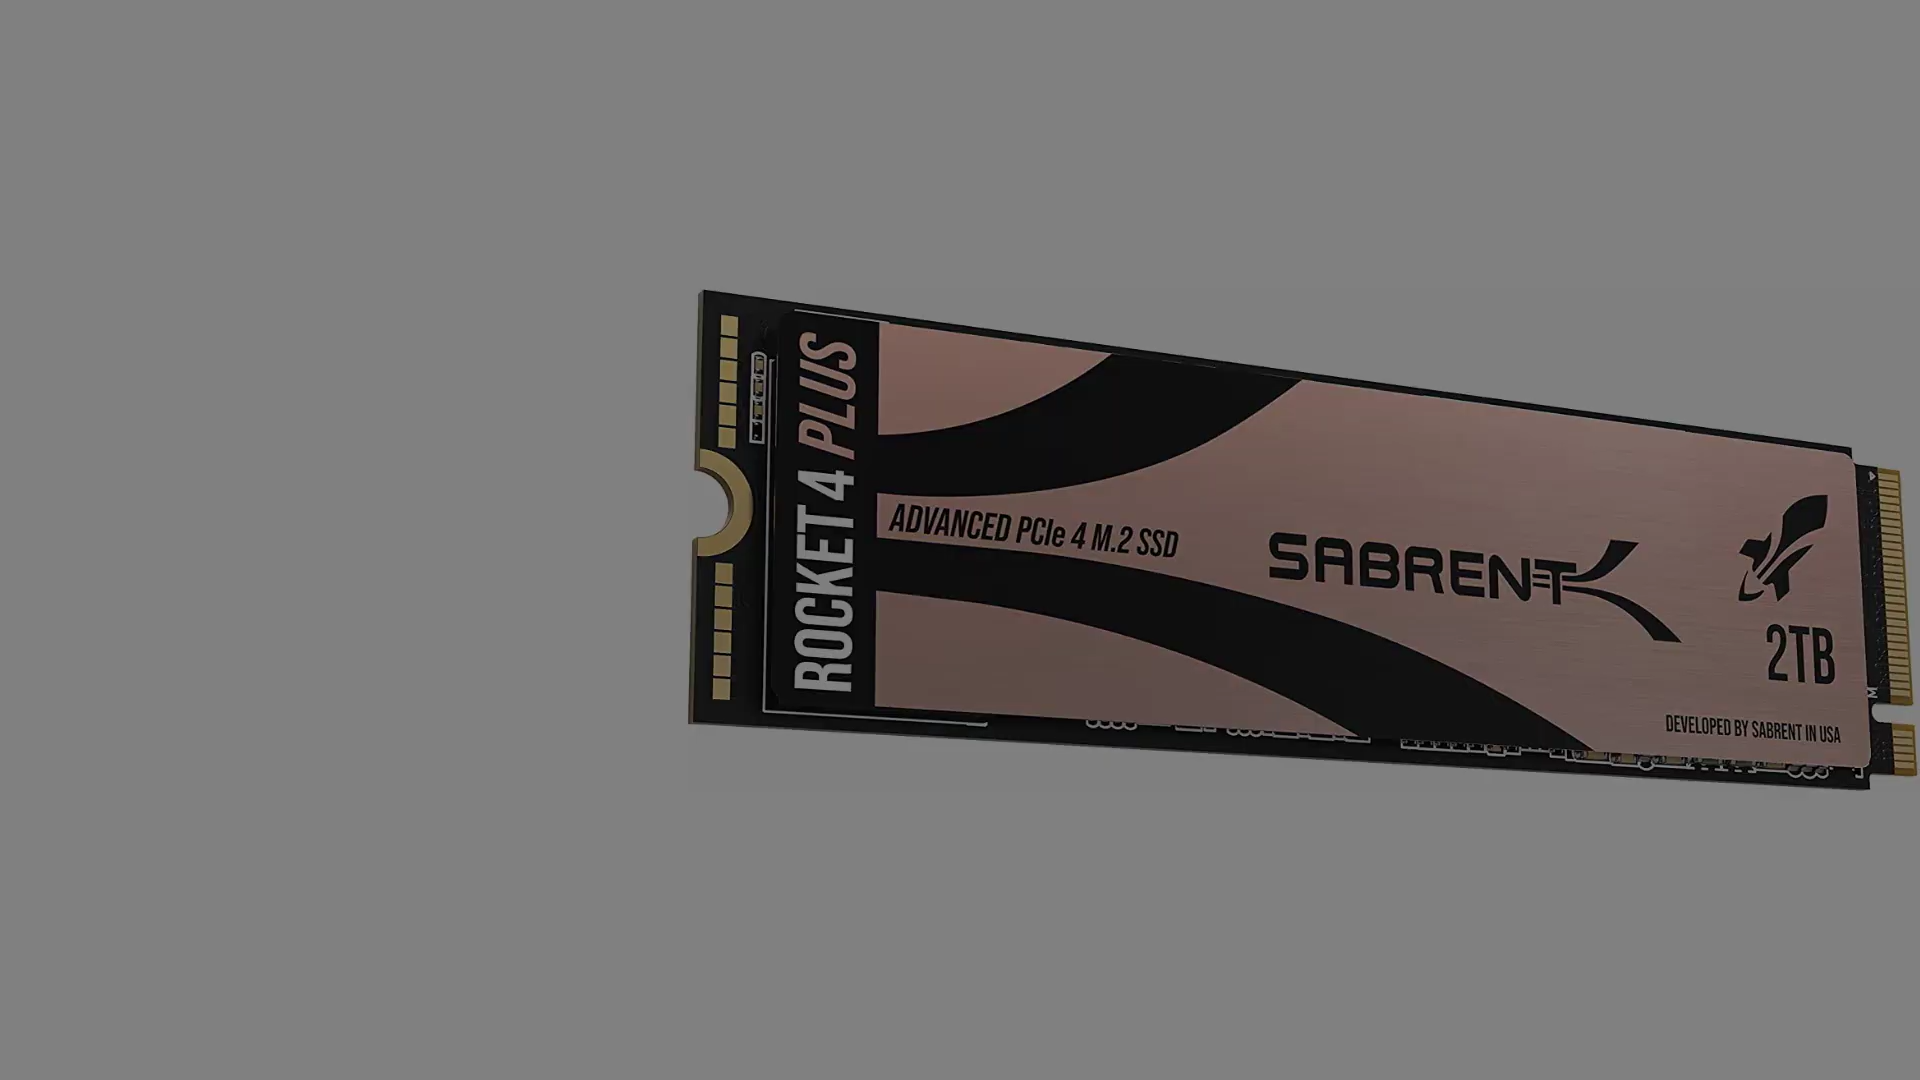 ROCKET 4 PLUS
ADVANCED PCIe 4 M.2 SSD
SABRENT
2TB
DEVELOPED BY SABRENT IN USA
M